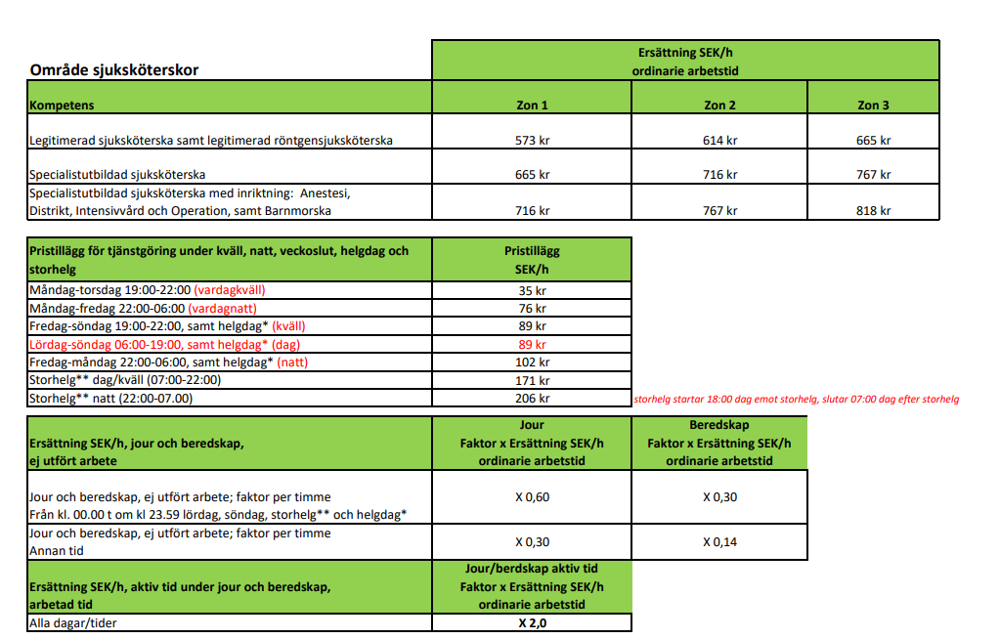 Område sjuksköterskor
Ersättning SEK/h
ordinarie arbetstid
Kompetens Zon 1 Zon 2 Zon 3
Legitimerad sjuksköterska samt legitimerad röntgensjuksköterska 573 kr 614 kr 665 kr
Specialistutbildad sjuksköterska 665 kr 716 kr 767 kr
Specialistutbildad sjuksköterska med inriktning: Anestesi,
Distrikt, Intensivvård och Operation, samt Barnmorska 716 kr 767 kr 818 kr
Pristillägg för tjänstgöring under kväll, natt, veckoslut, helgdag och
storhelg
Pristillägg
SEK/h
Måndag-torsdag 19:00-22:00 (vardagkväll) 35 kr
Måndag-fredag 22:00-06:00 (vardagnatt) 76 kr
Fredag-söndag 19:00-22:00, samt helgdag* (kväll) 89 kr
Lördag-söndag 06:00-19:00, samt helgdag* (dag) 89 kr
Fredag-måndag 22:00-06:00, samt helgdag* (natt) 102 kr
Storhelg** dag/kväll (07:00-22:00) 171 kr
Storhelg** natt (22:00-07.00) 206 kr storhelg startar 18:00 dag emot storhelg, slutar 07:00 dag efter storhelg
Ersättning SEK/h, jour och beredskap,
ej utfört arbete
Jour
Faktor x Ersättning SEK/h
ordinarie arbetstid
Beredskap
Faktor x Ersättning SEK/h
ordinarie arbetstid
Jour och beredskap, ej utfört arbete; faktor per timme
Från kl. 00.00 t om kl 23.59 lördag, söndag, storhelg** och helgdag*
X 0,60 X 0,30
Jour och beredskap, ej utfört arbete; faktor per timme
Annan tid
X 0,30 X 0,14
Ersättning SEK/h, aktiv tid under jour och beredskap,
arbetad tid
Jour/berdskap aktiv tid
Faktor x Ersättning SEK/h
ordinarie arbetstid
Alla dagar/tider X 2,0